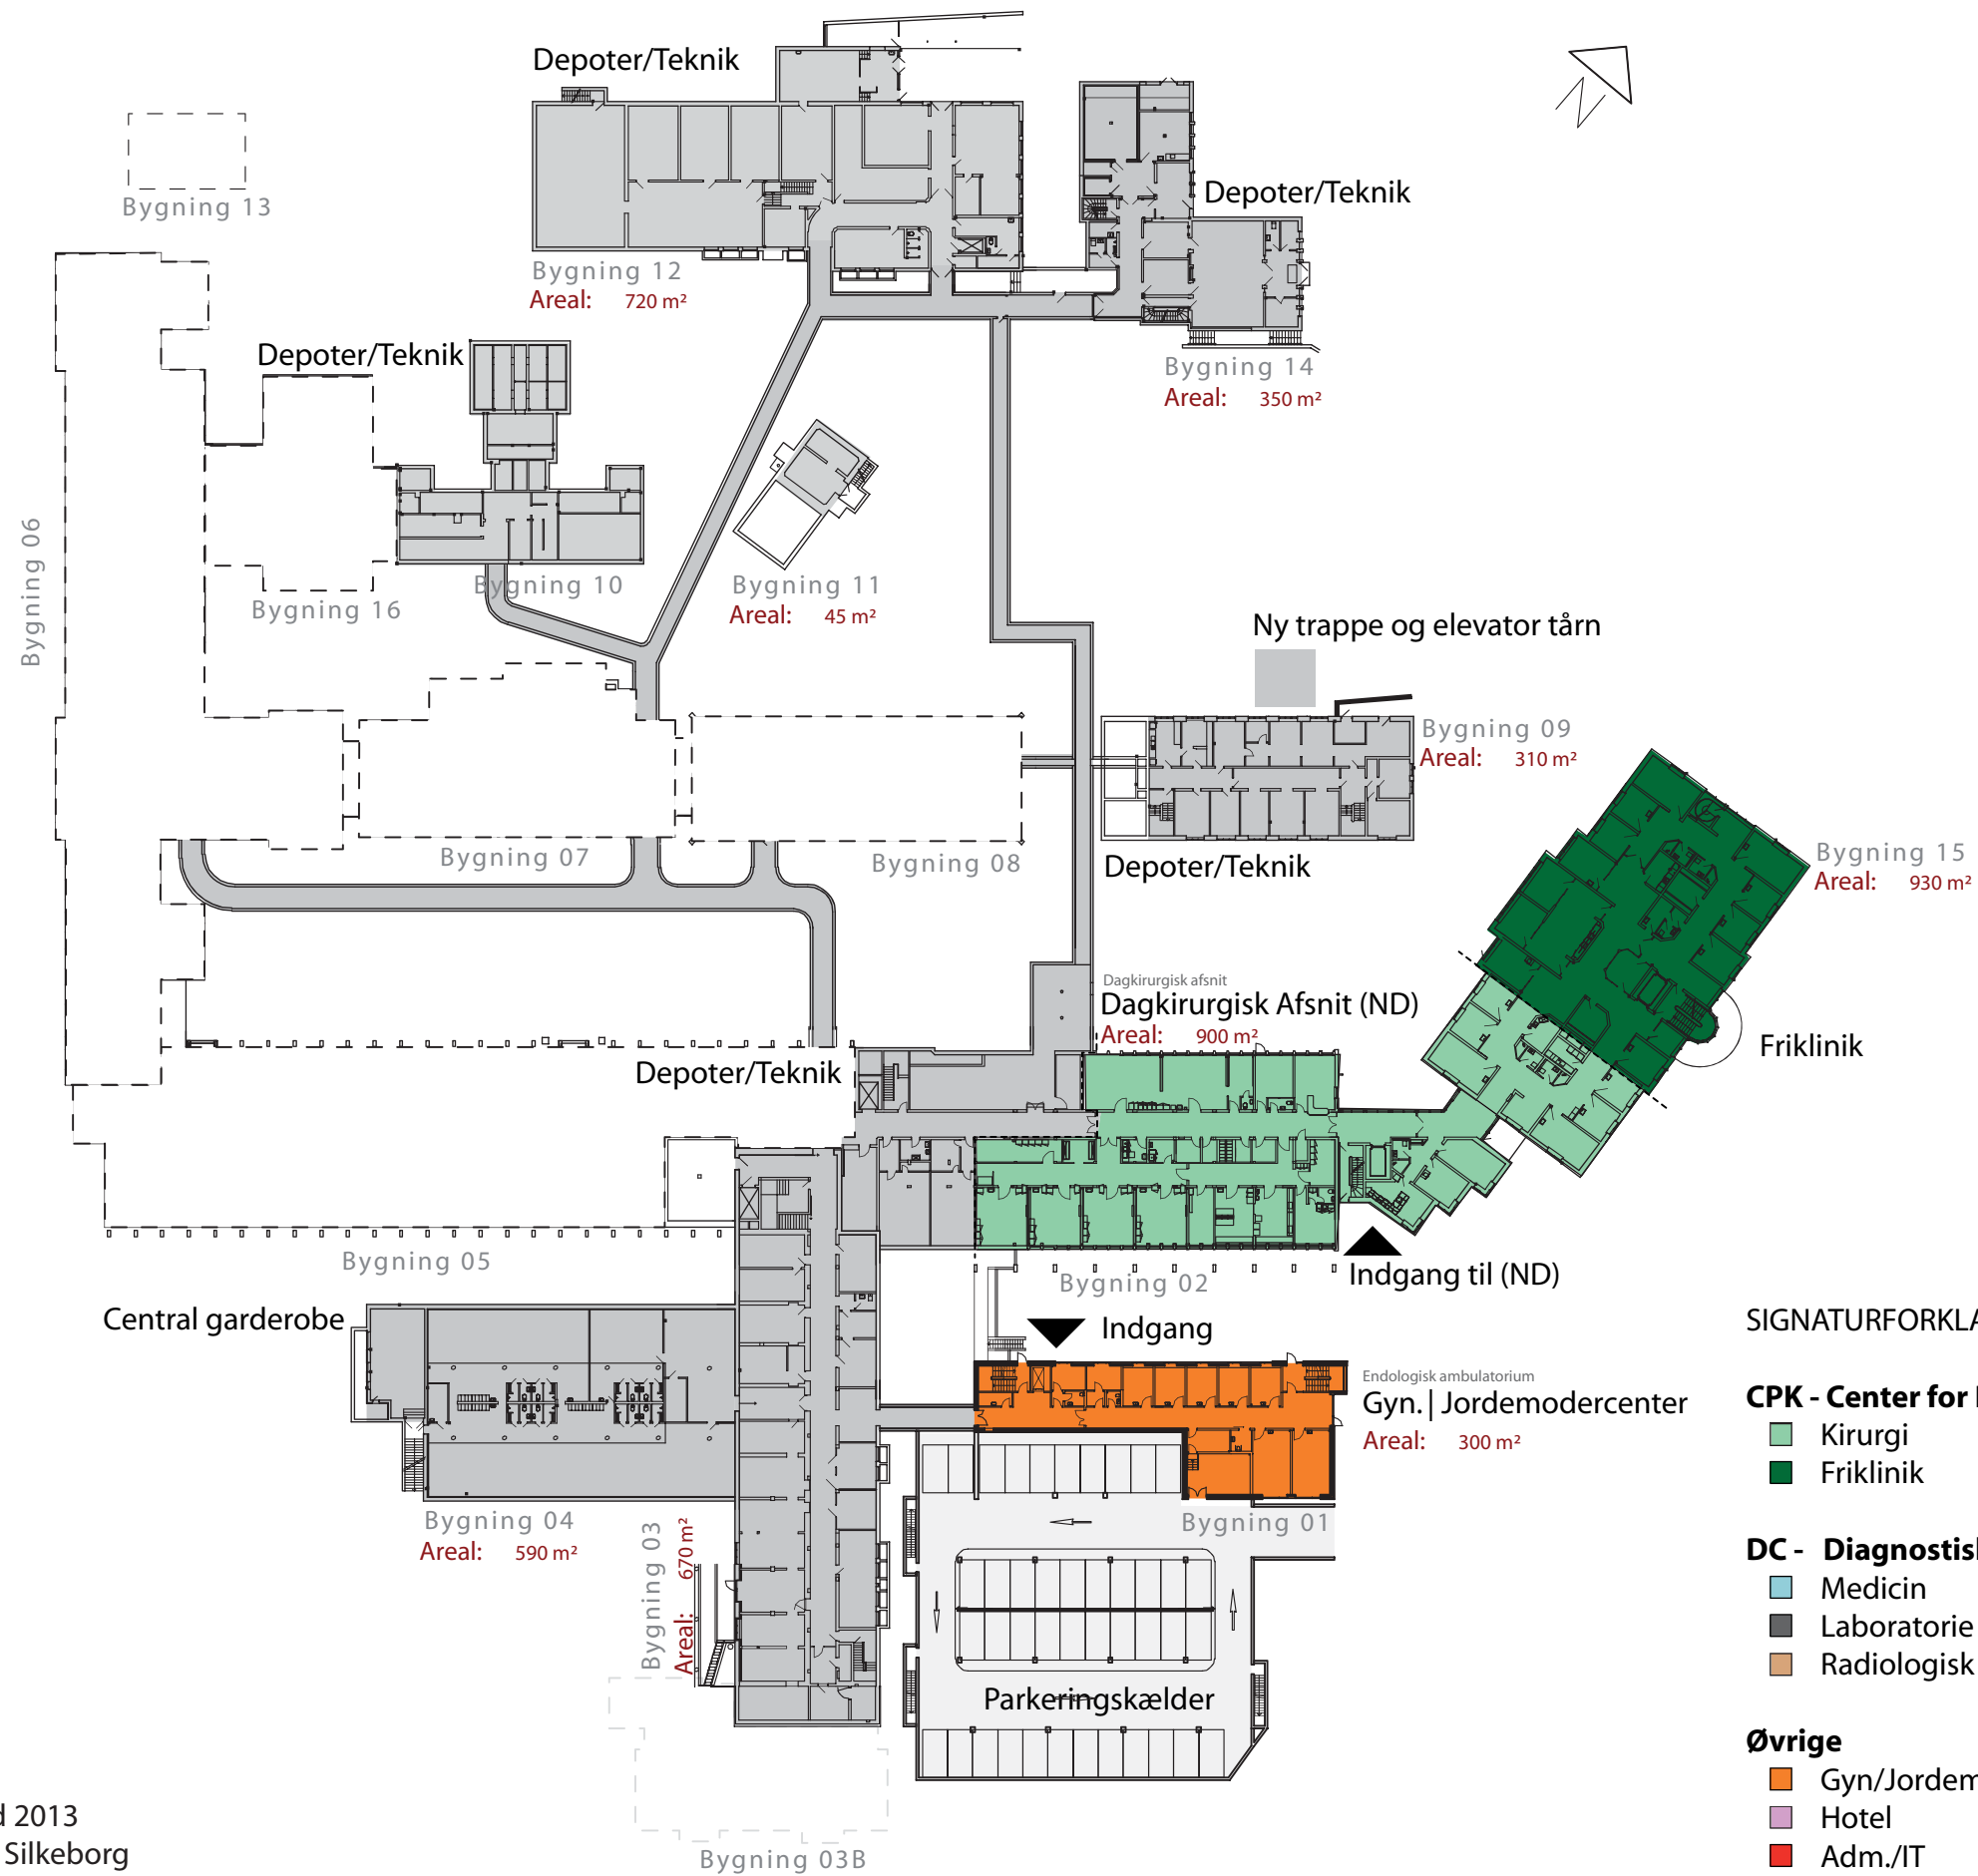 Depoter/Teknik
Bygning 13
Depoter/Teknik
Bygning 12
Areal: 720 m²
Depoter/Teknik
Bygning 14
Areal: 350 m²
Bygning 06
Bygning 16
Bygning 10
Bygning 11
Areal: 45 m²
Ny trappe og elevator tårn
Bygning 09
Areal: 310 m²
Bygning 07
Bygning 08
Depoter/Teknik
Bygning 15
Areal: 930 m²
Dagkirurgisk afsnit
Dagkirurgisk Afsnit (ND)
Areal: 900 m²
Friklinik
Depoter/Teknik
Bygning 05
Bygning 02
Indgang til (ND)
Central garderobe
Indgang
Endologisk ambulatorium
Gyn. | Jordemodercenter
Areal: 300 m²
Bygning 04
Areal: 590 m²
Bygning 03
Areal: 670 m²
Bygning 01
Parkeringskælder
Bygning 03B
SIGNATURFORKLA
CPK - Center for
Kirurgi
Friklinik
DC - Diagnostisk
Medicin
Laboratorie
Radiologisk
Øvrige
Gyn/Jordem
Hotel
Adm./IT
d 2013
Silkeborg